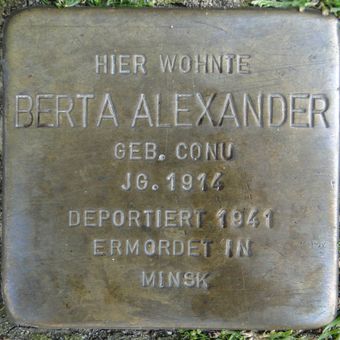 HIER WOHNTE
BERTA ALEXANDER
GEB. CONU
JG. 1914
DEPORTIERT 1941
ERMORDET IN
MINSK